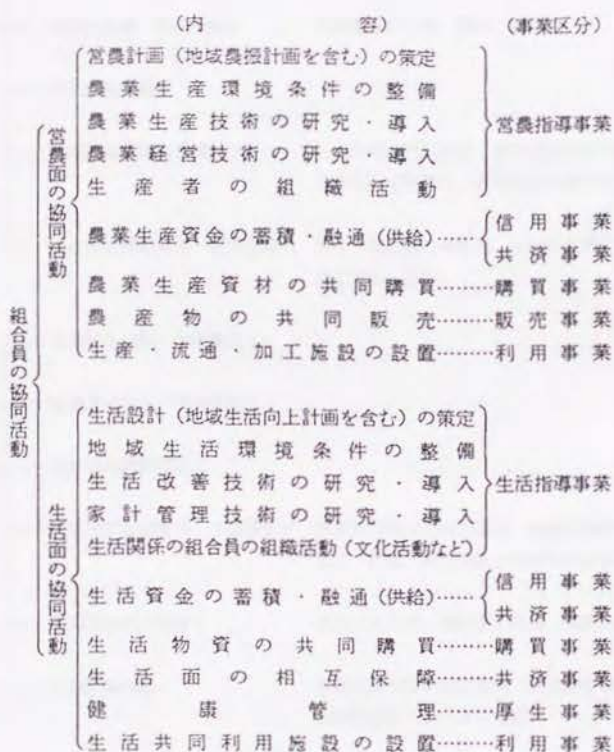 （内　　　　　容）　　　　（事業区分）
営農計画（地域農振計画を含む）の策定
農業生産環境条件の整備
農業生産技術の研究・導入　営農指導事業
農業経営技術の研究・導入
生産者の組織活動
営農面の協同活動
農業生産資金の蓄積・融通（供給）……信用事業
共済事業
農業生産資材の共同購買………購買事業
農産物の共同販売………販売事業
生産・流通・加工施設の設置………利用事業
組合員の協同活動
生活設計（地域生活向上計画を含む）の策定
地域生活環境条件の整備
生活改善技術の研究・導入　生活指導事業
家計管理技術の研究・導入
生活関係の組合員の組織活動（文化活動など）
生活面の協同活動
生活資金の蓄積・融通（供給）……信用事業
共済事業
生活物資の共同購買………購買事業
生活面の相互保障………共済事業
健康管理………厚生事業
生活共同利用施設の設置………利用事業